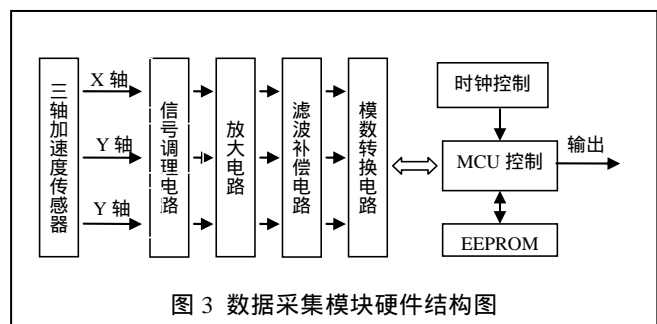 三轴加速度传感器
X 轴
Y 轴
Y 轴
信号调理电路
放大电路
滤波补偿电路
模数转换电路
时钟控制
MCU 控制
输出
EEPROM
图 3 数据采集模块硬件结构图